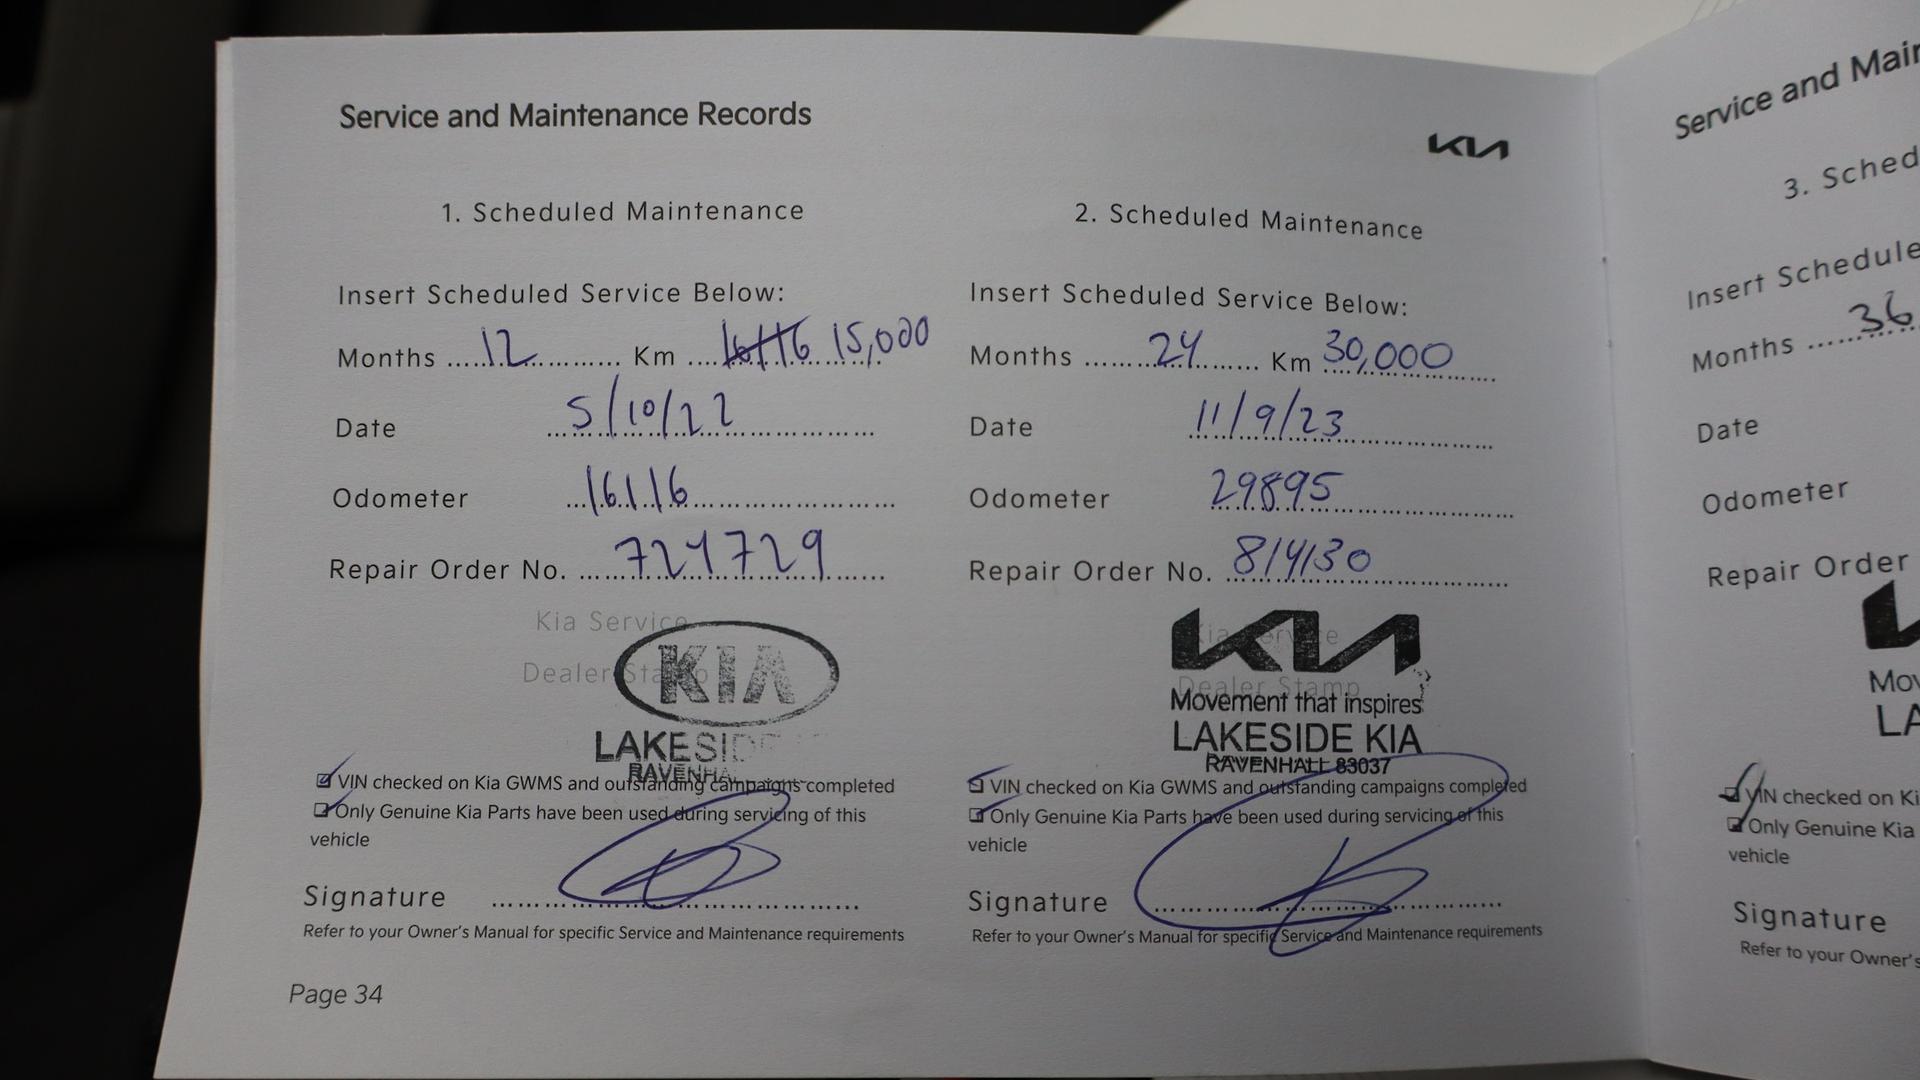 Service and Maintenance Records
KIA
1. Scheduled Maintenance
Insert Scheduled Service Below:
Months ....12.... Km .... 16116 15,000
Date 5/10/22
Odometer 16116
Repair Order No. 724729
Kia Service
Dealer Stamp
KIA
LAKESIDE
RAVENHA
VIN checked on Kia GWMS and outstanding campaigns completed
Only Genuine Kia Parts have been used during servicing of this
vehicle
Signature
Refer to your Owner's Manual for specific Service and Maintenance requirements
Page 34
2. Scheduled Maintenance
Insert Scheduled Service Below:
Months ....24.... Km 30,000
Date 11/9/23
Odometer 29895
Repair Order No. 814130
Kia Service
Dealer Stamp
KIA
Movement that inspires
LAKESIDE KIA
RAVENHALL 83037
VIN checked on Kia GWMS and outstanding campaigns completed
Only Genuine Kia Parts have been used during servicing of this
vehicle
Signature
Refer to your Owner's Manual for specific Service and Maintenance requirements
Service and Main
3. Sched
Insert Schedule
Months ....36
Date
Odometer
Repair Order
Mov
LA
VIN checked on Ki
Only Genuine Kia
vehicle
Signature
Refer to your Owner's